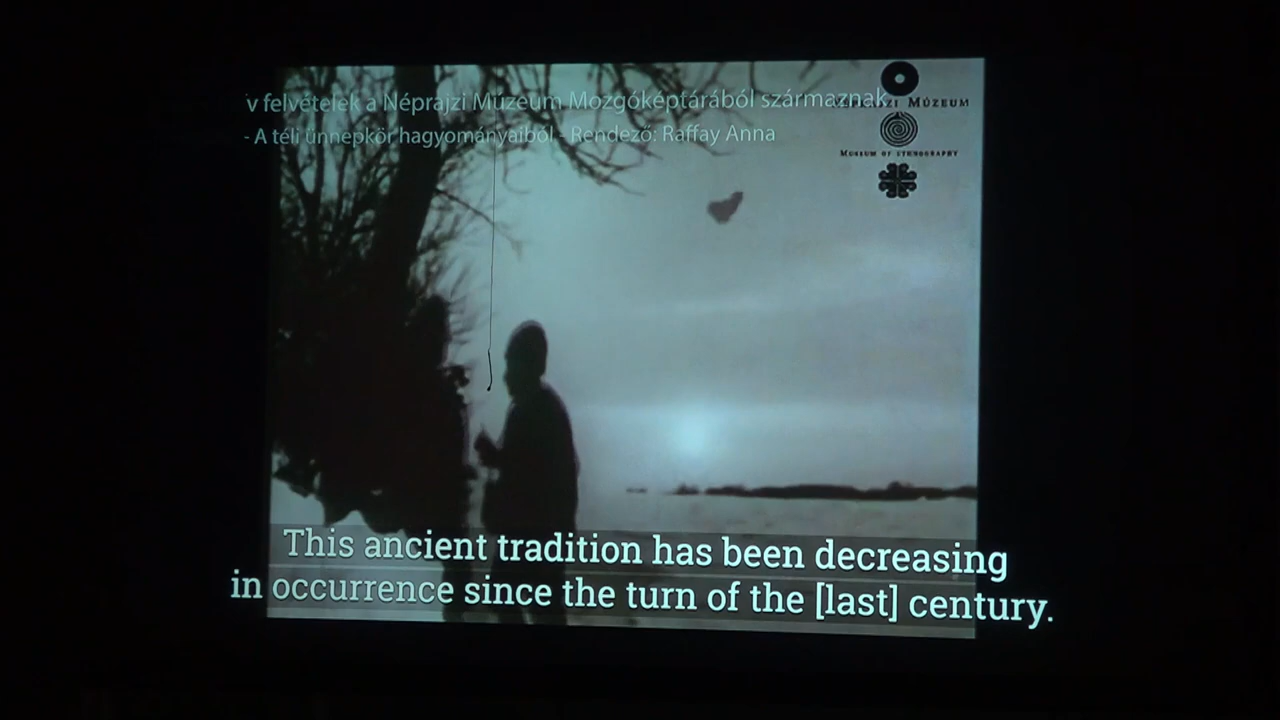 v felvételek a Néprajzi Múzeum Mozgóképtárából származnak
- A téli ünnepkör hagyományaiból - Rendező: Raffay Anna
MÚZEUM
MUSEUM OF ETHNOGRAPHY
This ancient tradition has been decreasing
in occurrence since the turn of the [last] century.